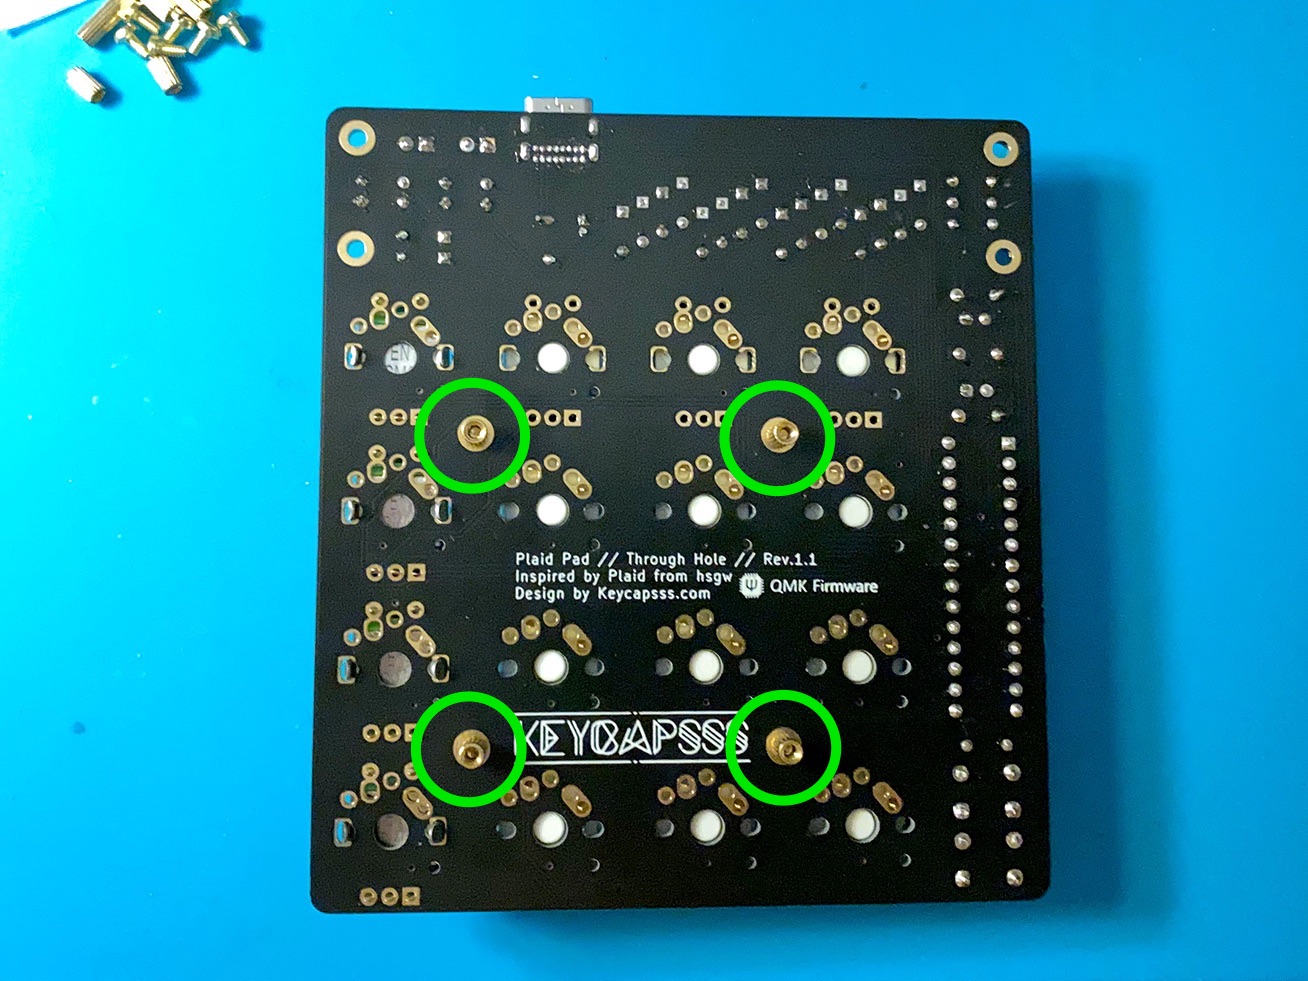 EN
Plaid Pad // Through Hole // Rev.1.1
Inspired by Plaid from hsgw
QMK Firmware
Design by Keycapsss.com
KEYCAPSSS